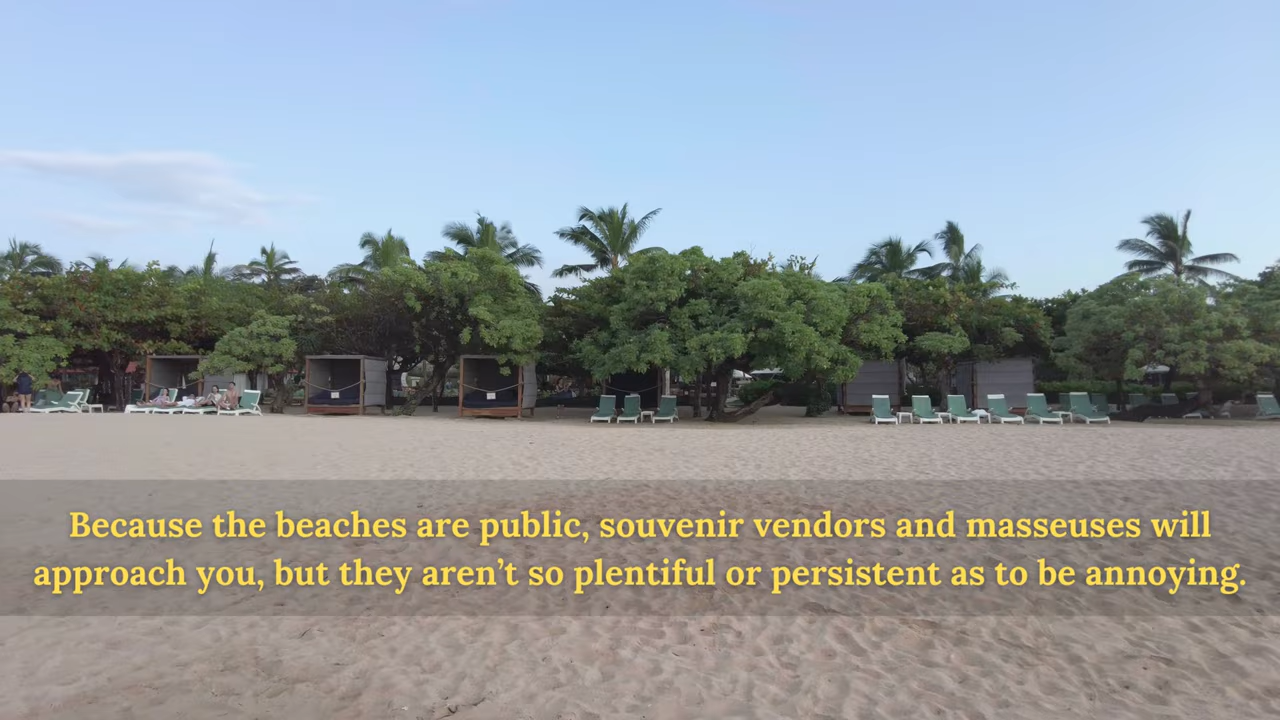 Because the beaches are public, souvenir vendors and masseuses will
approach you, but they aren’t so plentiful or persistent as to be annoying.